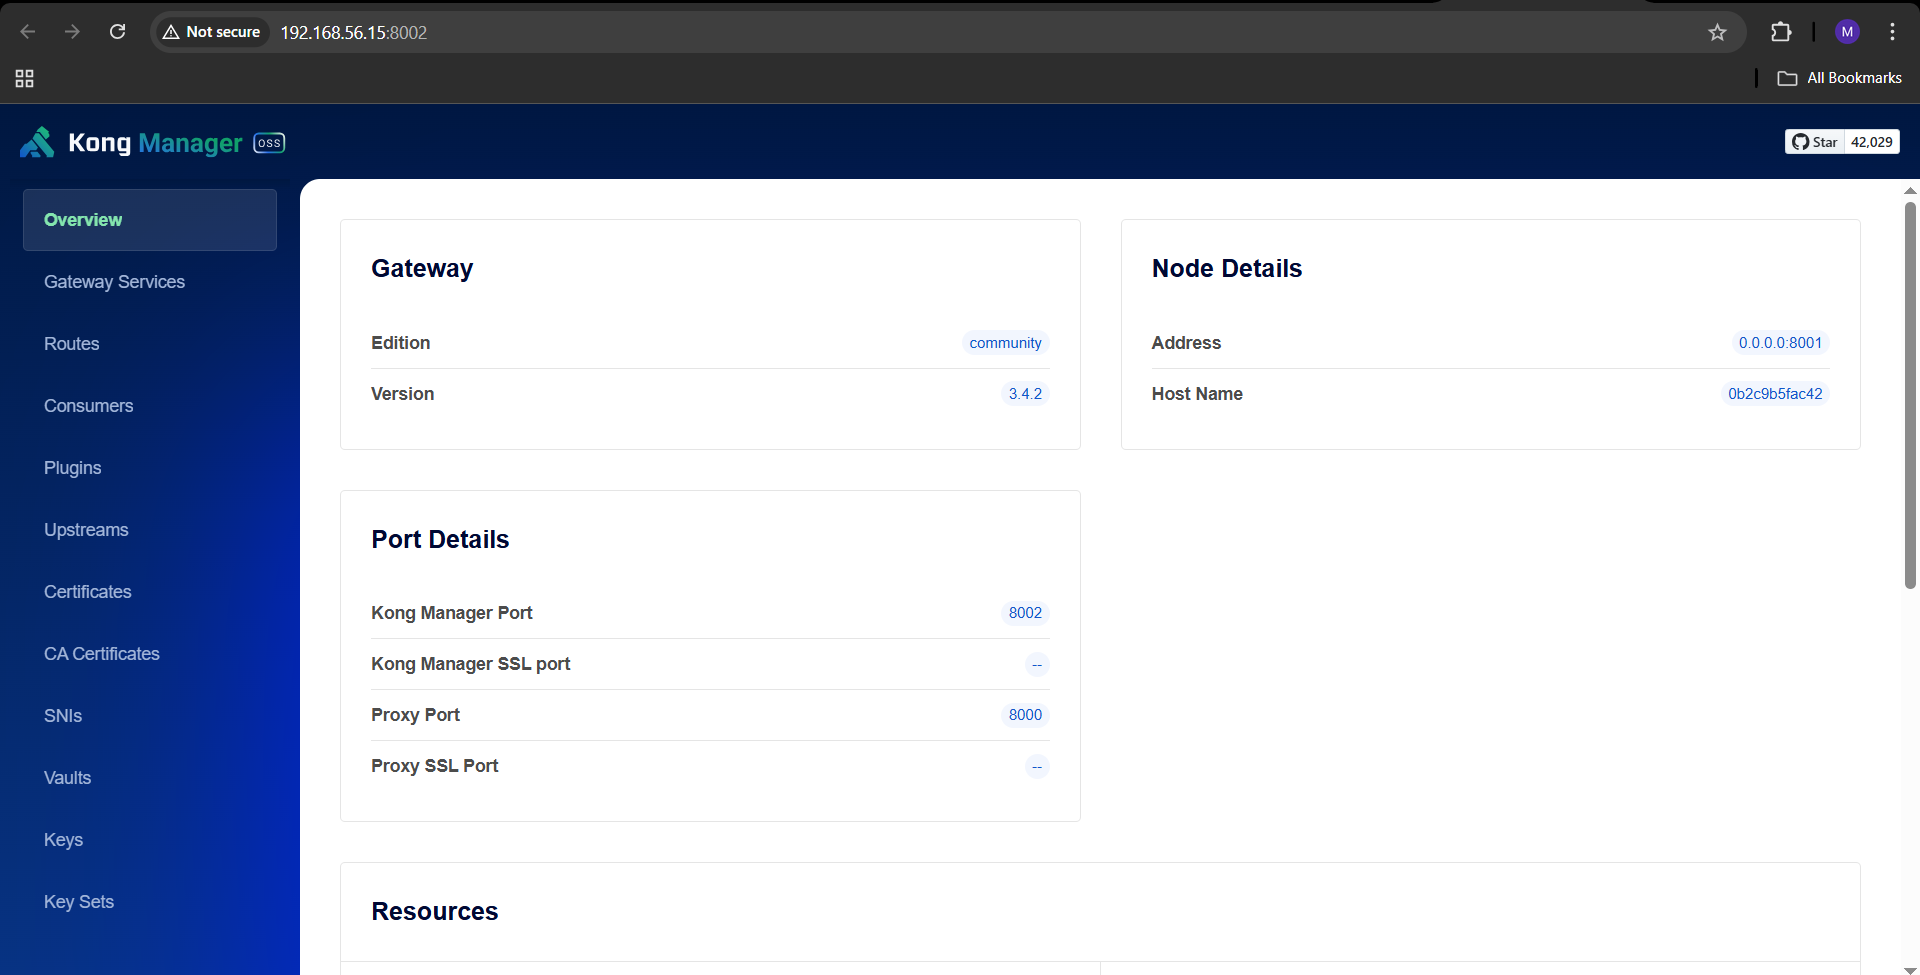 Not secure
192.168.56.15:8002
M
All Bookmarks
Kong Manager OSS
Star 42,029
Overview
Gateway Services
Routes
Consumers
Plugins
Upstreams
Certificates
CA Certificates
SNIs
Vaults
Keys
Key Sets
Gateway
Edition community
Version 3.4.2
Node Details
Address 0.0.0.0:8001
Host Name 0b2c9b5fac42
Port Details
Kong Manager Port 8002
Kong Manager SSL port --
Proxy Port 8000
Proxy SSL Port --
Resources